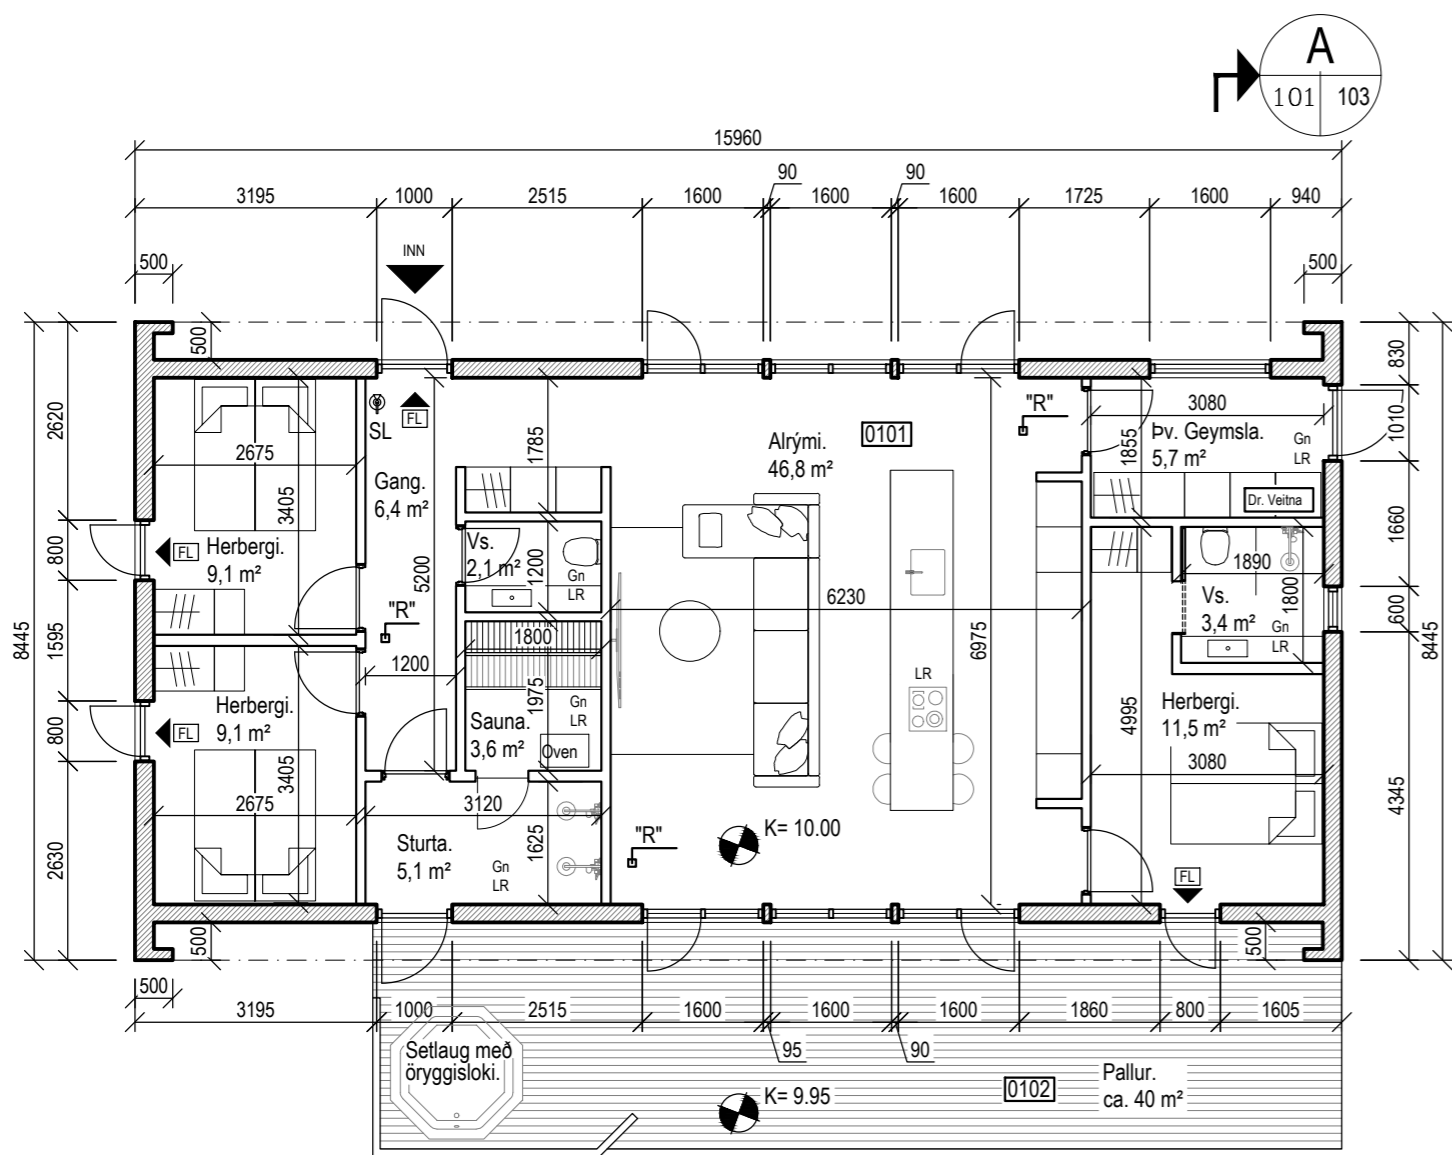 A
101 103
15960
90 90
3195 1000 2515 1600 1600 1600 1725 1600 940
500 INN 500
500
830
2620
2675
3405
SL
FL
Gang.
6,4 m²
1785
Alrými.
46,8 m²
0101
"R"
3080
1855
Þv. Geymsla.
5,7 m²
Gn
LR
Dr. Veitna
1010
1660
800
FL
Herbergi.
9,1 m²
5200
Vs.
2,1 m²
1200
Gn
LR
"R"
6230
6975
1890
1800
Vs.
3,4 m²
Gn
LR
600
8445
8445
1595
1200
1800
1975
Gn
LR
Sauna.
3,6 m²
Oven
LR
4995
Herbergi.
11,5 m²
3080
4345
800
FL
Herbergi.
9,1 m²
3405
2675
2630
3120
Sturta.
5,1 m²
Gn
LR
1625
"R"
K= 10.00
FL
500
500
500
3195 1000 2515 1600 1600 1600 1860 800 1605
95 90
Setlaug með
öryggisloki.
K= 9.95
0102
Pallur.
ca. 40 m²